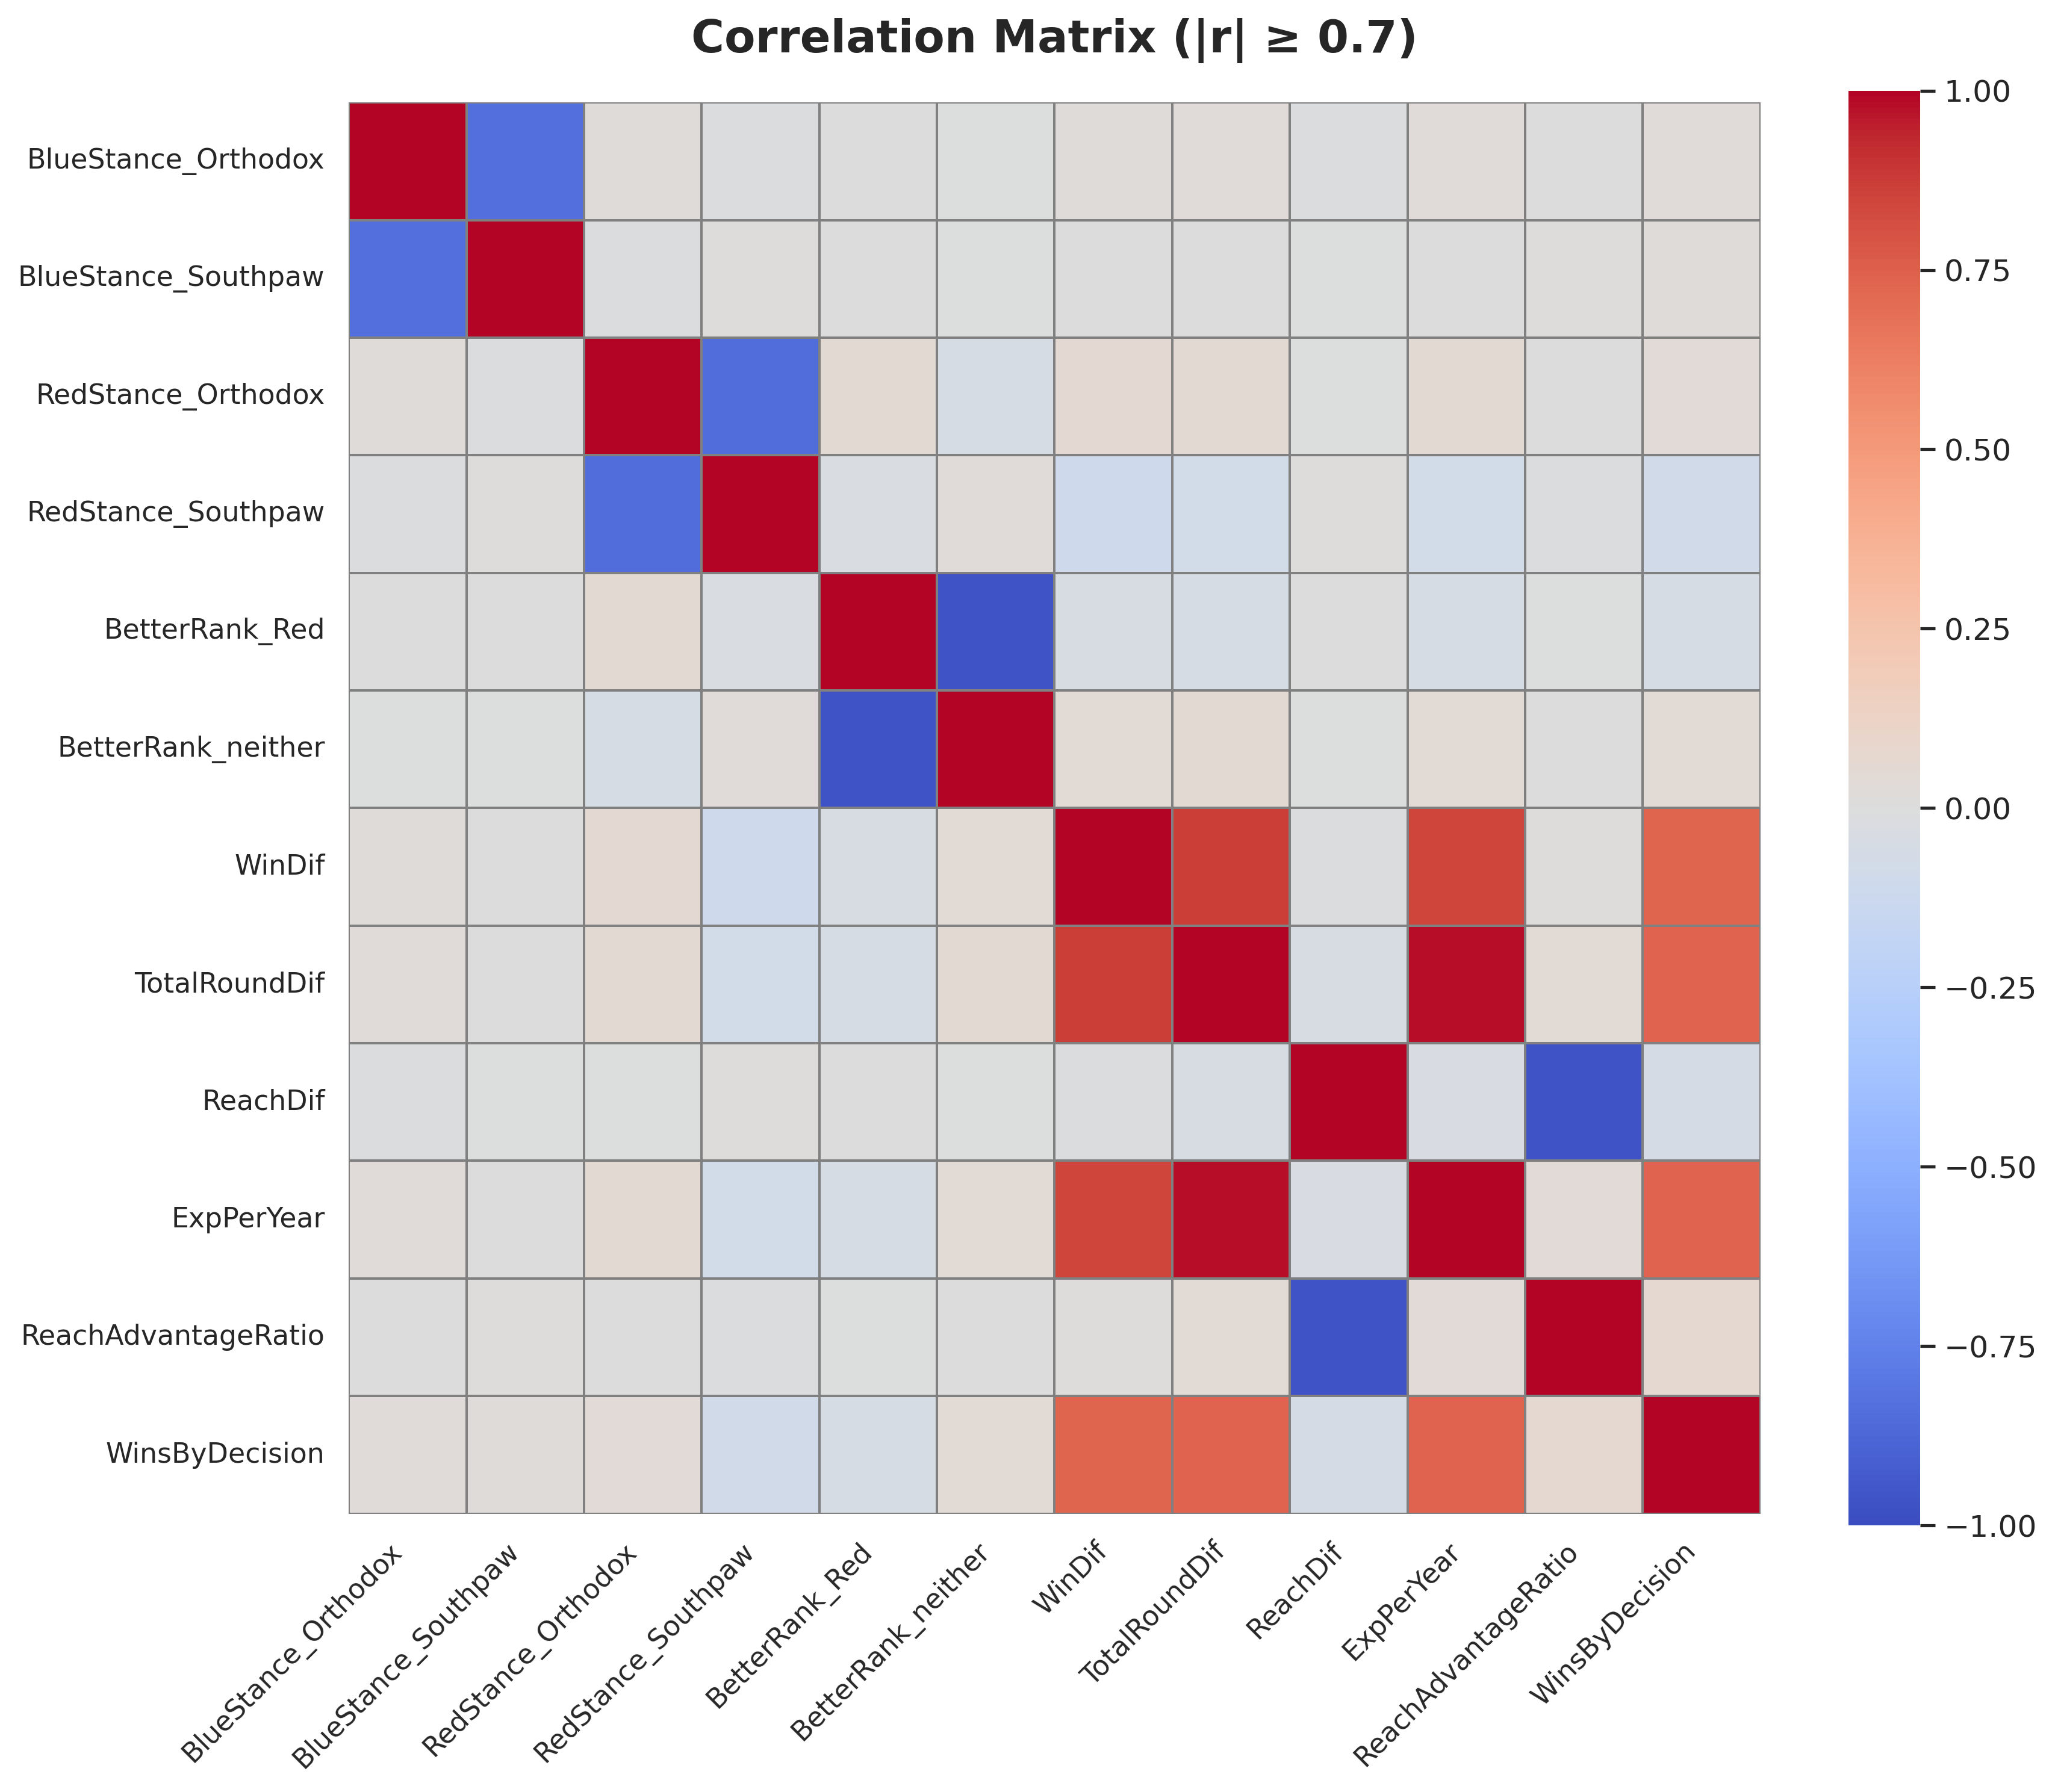 Correlation Matrix (|r| ≥ 0.7)
BlueStance_Orthodox
BlueStance_Southpaw
RedStance_Orthodox
RedStance_Southpaw
BetterRank_Red
BetterRank_neither
WinDif
TotalRoundDif
ReachDif
ExpPerYear
ReachAdvantageRatio
WinsByDecision
BlueStance_Orthodox
BlueStance_Southpaw
RedStance_Orthodox
RedStance_Southpaw
BetterRank_Red
BetterRank_neither
WinDif
TotalRoundDif
ReachDif
ExpPerYear
ReachAdvantageRatio
WinsByDecision
1.00
0.75
0.50
0.25
0.00
−0.25
−0.50
−0.75
−1.00